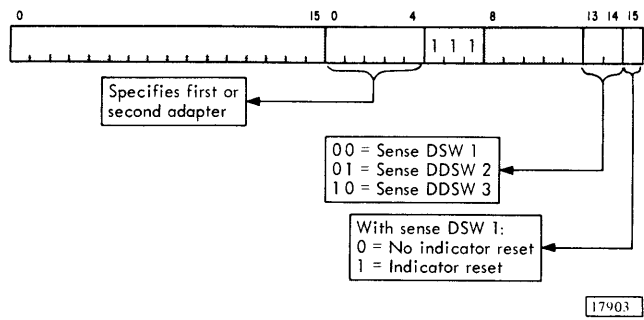 0 15 0 4 8 13 14 15
1 1 1
Specifies first or
second adapter
00 = Sense DSW 1
01 = Sense DDSW 2
10 = Sense DDSW 3
With sense DSW 1:
0 = No indicator reset
1 = Indicator reset
17903